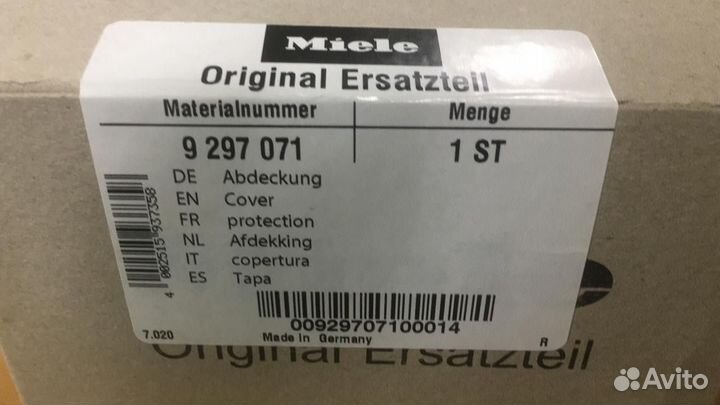 Miele
Original Ersatzteil
Materialnummer Menge
9 297 071 1 ST
DE Abdeckung
EN Cover
FR protection
NL Afdekking
IT copertura
ES Tapa
4 002515 937358
00929707100014
7.020 Made in Germany R
Original Ersatzteil
Avito